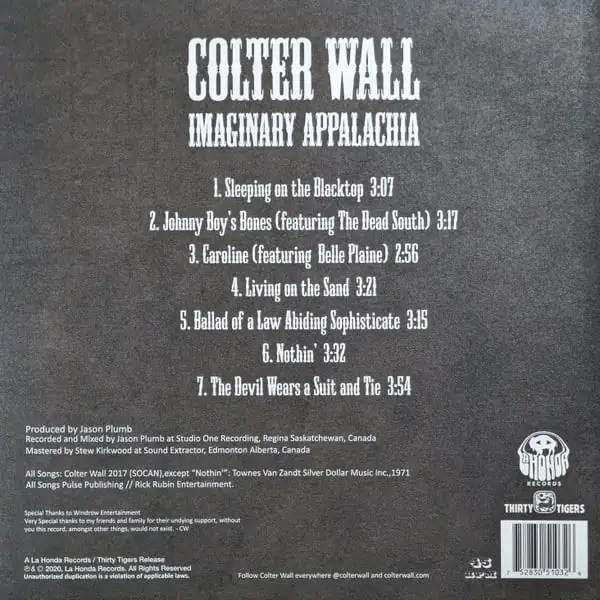 COLTER WALL
IMAGINARY APPALACHIA
1. Sleeping on the Blacktop 3:07
2. Johnny Boy's Bones (featuring The Dead South) 3:17
3. Caroline (featuring Belle Plaine) 2:56
4. Living on the Sand 3:21
5. Ballad of a Law Abiding Sophisticate 3:15
6. Nothin' 3:32
7. The Devil Wears a Suit and Tie 3:54
Produced by Jason Plumb
Recorded and Mixed by Jason Plumb at Studio One Recording, Regina Saskatchewan, Canada
Mastered by Stew Kirkwood at Sound Extractor, Edmonton Alberta, Canada
All Songs: Colter Wall 2017 (SOCAN),except "Nothin'": Townes Van Zandt Silver Dollar Music Inc.,1971
All Songs Pulse Publishing // Rick Rubin Entertainment.
Special Thanks to Windrow Entertainment
Very Special thanks to my friends and family for their undying support, without
you this record, amongst other things, would not exist. - CW
A La Honda Records / Thirty Tigers Release
℗ & © 2020, La Honda Records. All Rights Reserved
Unauthorized duplication is a violation of applicable laws.
Follow Colter Wall everywhere @colterwall and colterwall.com
45
RPM
LA HONDA
RECORDS
THIRTY TIGERS
7 52830 51032 6